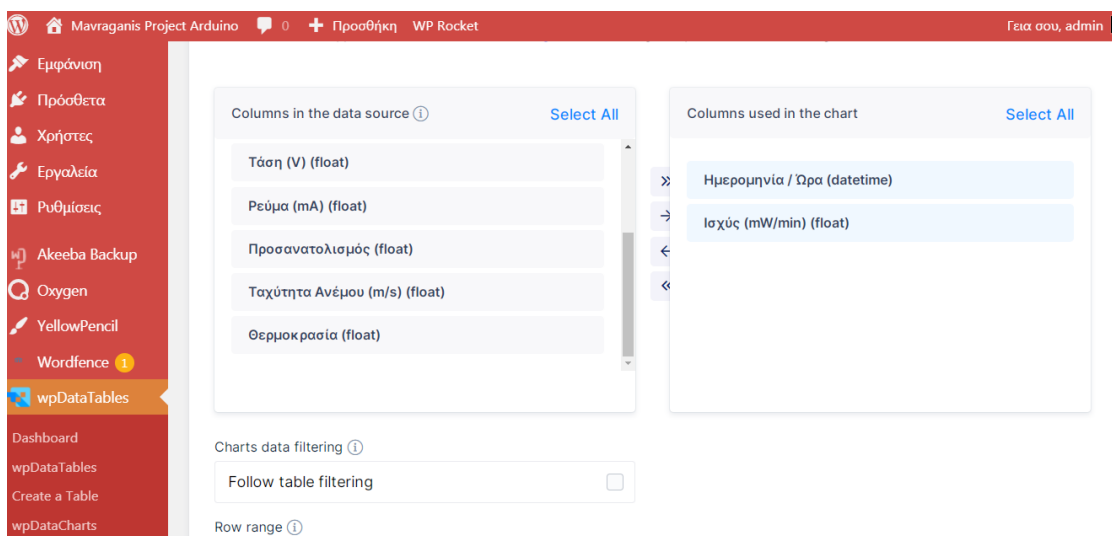 Mavraganis Project Arduino 0 Προσθήκη WP Rocket Γεια σου, admin
Εμφάνιση
Πρόσθετα
Χρήστες
Εργαλεία
Ρυθμίσεις
Akeeba Backup
Oxygen
YellowPencil
Wordfence 1
wpDataTables
Dashboard
wpDataTables
Create a Table
wpDataCharts
Columns in the data source Select All
Τάση (V) (float)
Ρεύμα (mA) (float)
Προσανατολισμός (float)
Ταχύτητα Ανέμου (m/s) (float)
Θερμοκρασία (float)
Columns used in the chart Select All
Ημερομηνία / Ώρα (datetime)
Ισχύς (mW/min) (float)
Charts data filtering
Follow table filtering
Row range